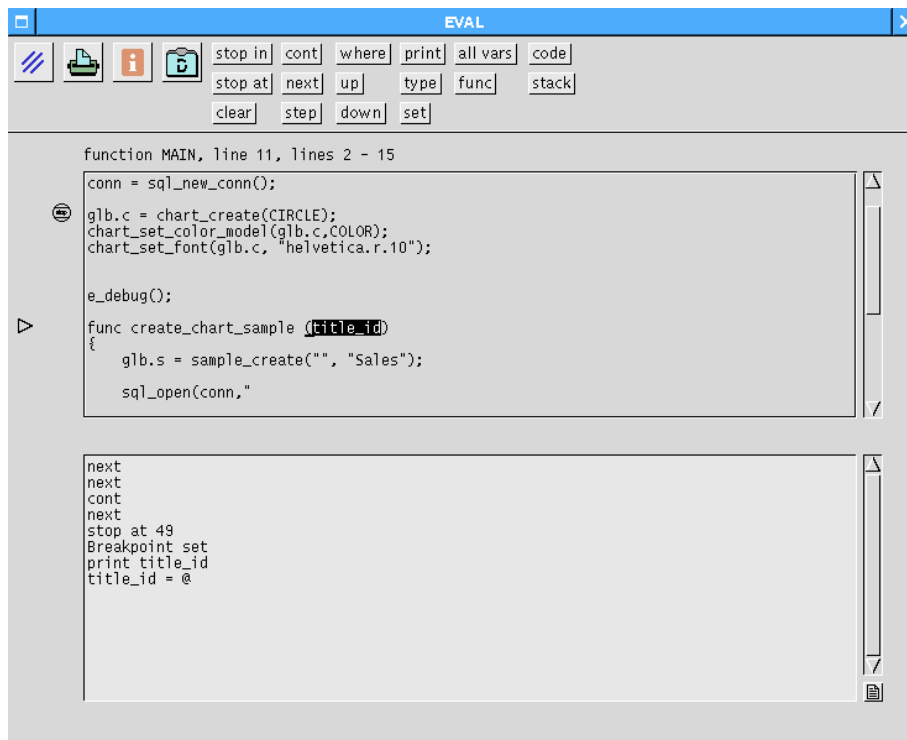 EVAL
stop in cont where print all vars code
stop at next up type func stack
clear step down set
function MAIN, line 11, lines 2 - 15
conn = sql_new_conn();
glb.c = chart_create(CIRCLE);
chart_set_color_model(glb.c,COLOR);
chart_set_font(glb.c, "helvetica.r.10");
e_debug();
func create_chart_sample (title_id)
{
glb.s = sample_create("", "Sales");
sql_open(conn,"
next
next
cont
next
stop at 49
Breakpoint set
print title_id
title_id = @